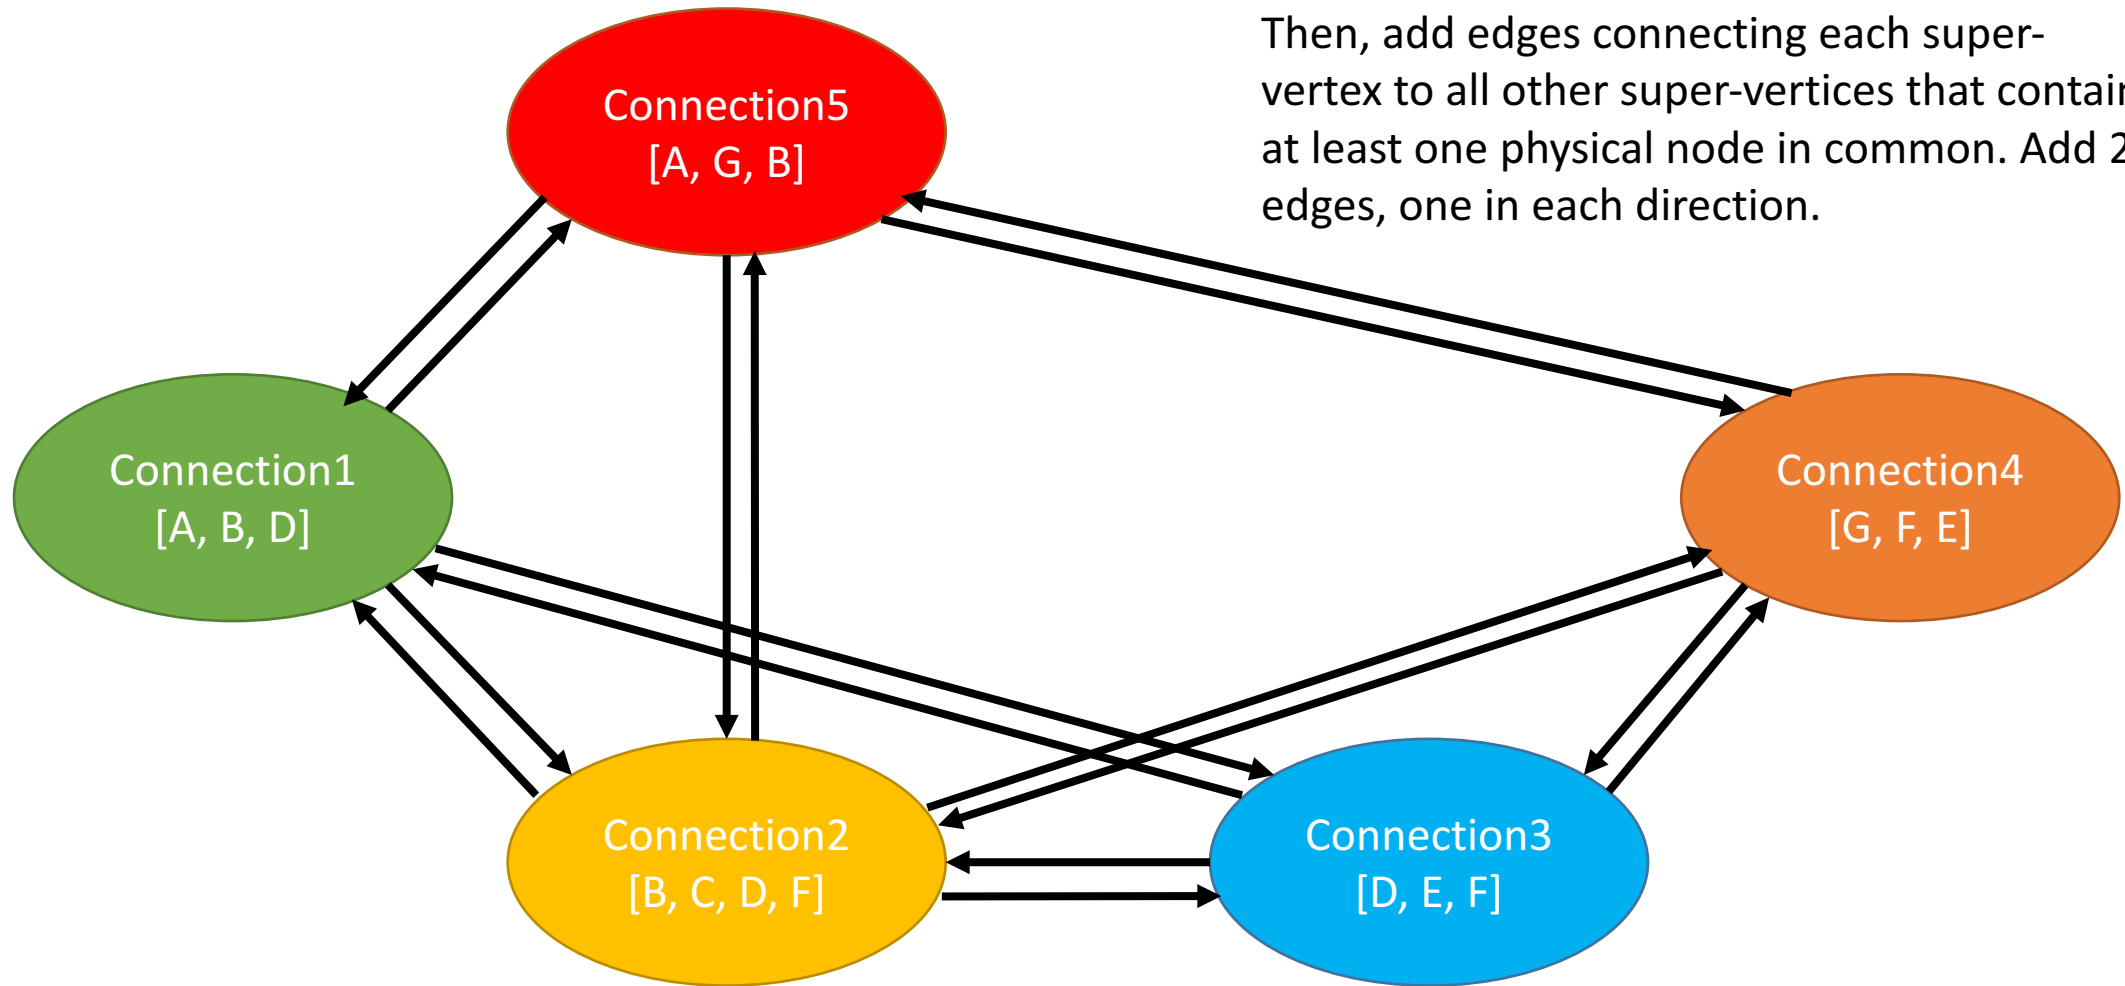 Then, add edges connecting each super-
vertex to all other super-vertices that contain
at least one physical node in common. Add 2
edges, one in each direction.
Connection5
[A, G, B]
Connection1
[A, B, D]
Connection4
[G, F, E]
Connection2
[B, C, D, F]
Connection3
[D, E, F]